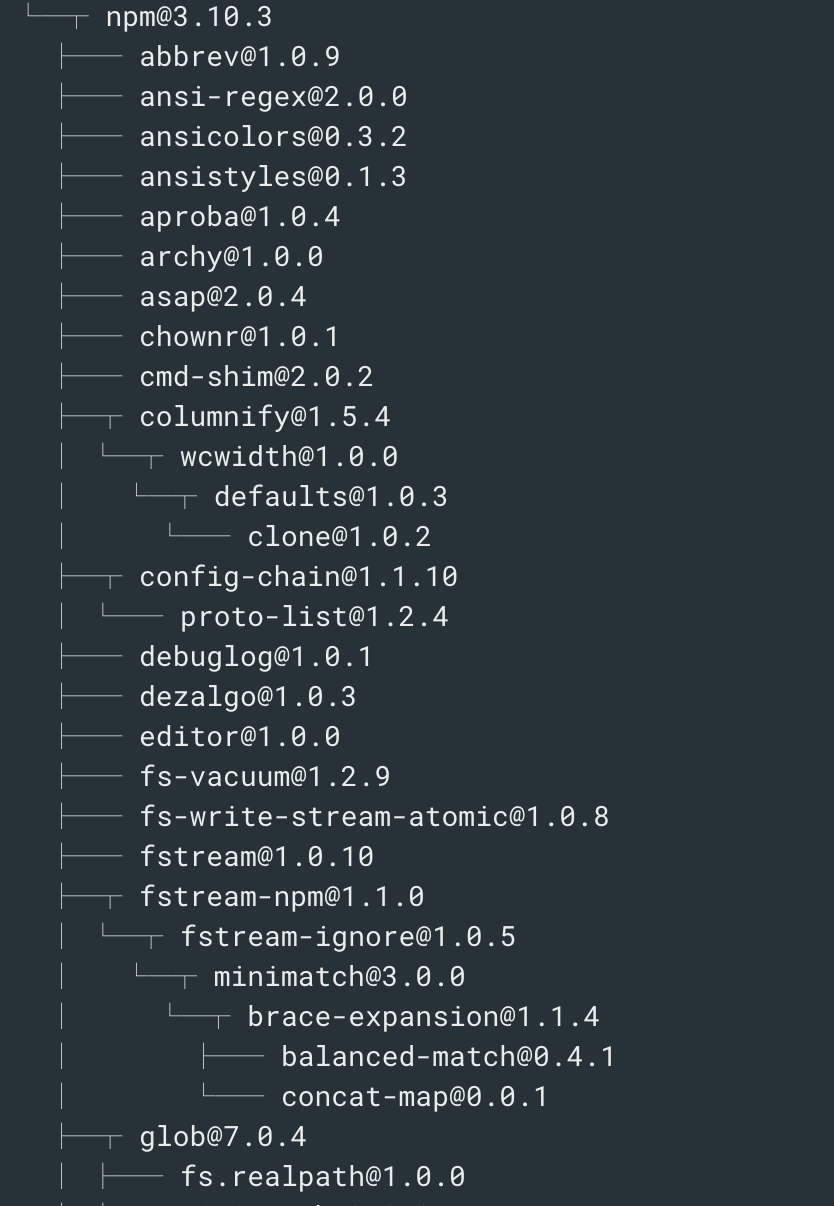 └─┬ npm@3.10.3
  ├── abbrev@1.0.9
  ├── ansi-regex@2.0.0
  ├── ansicolors@0.3.2
  ├── ansistyles@0.1.3
  ├── aproba@1.0.4
  ├── archy@1.0.0
  ├── asap@2.0.4
  ├── chownr@1.0.1
  ├── cmd-shim@2.0.2
  ├─┬ columnify@1.5.4
  │ └─┬ wcwidth@1.0.0
  │   └─┬ defaults@1.0.3
  │     └── clone@1.0.2
  ├─┬ config-chain@1.1.10
  │ └── proto-list@1.2.4
  ├── debuglog@1.0.1
  ├── dezalgo@1.0.3
  ├── editor@1.0.0
  ├── fs-vacuum@1.2.9
  ├── fs-write-stream-atomic@1.0.8
  ├── fstream@1.0.10
  ├─┬ fstream-npm@1.1.0
  │ └─┬ fstream-ignore@1.0.5
  │   └─┬ minimatch@3.0.0
  │     └─┬ brace-expansion@1.1.4
  │       ├── balanced-match@0.4.1
  │       └── concat-map@0.0.1
  ├─┬ glob@7.0.4
  │ ├── fs.realpath@1.0.0